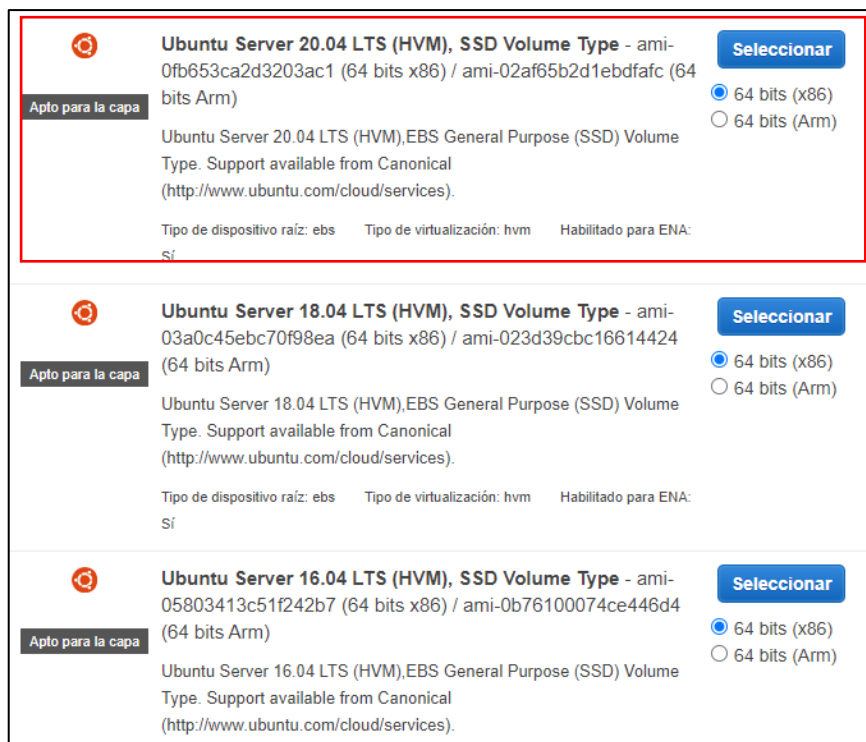 Ubuntu Server 20.04 LTS (HVM), SSD Volume Type - ami-
0fb653ca2d3203ac1 (64 bits x86) / ami-02af65b2d1ebdfafc (64
bits Arm)
Seleccionar
64 bits (x86)
64 bits (Arm)
Apto para la capa
Ubuntu Server 20.04 LTS (HVM),EBS General Purpose (SSD) Volume
Type. Support available from Canonical
(http://www.ubuntu.com/cloud/services).
Tipo de dispositivo raíz: ebs Tipo de virtualización: hvm Habilitado para ENA:
Sí
Ubuntu Server 18.04 LTS (HVM), SSD Volume Type - ami-
03a0c45ebc70f98ea (64 bits x86) / ami-023d39cbc16614424
(64 bits Arm)
Seleccionar
64 bits (x86)
64 bits (Arm)
Apto para la capa
Ubuntu Server 18.04 LTS (HVM),EBS General Purpose (SSD) Volume
Type. Support available from Canonical
(http://www.ubuntu.com/cloud/services).
Tipo de dispositivo raíz: ebs Tipo de virtualización: hvm Habilitado para ENA:
Sí
Ubuntu Server 16.04 LTS (HVM), SSD Volume Type - ami-
05803413c51f242b7 (64 bits x86) / ami-0b76100074ce446d4
(64 bits Arm)
Seleccionar
64 bits (x86)
64 bits (Arm)
Apto para la capa
Ubuntu Server 16.04 LTS (HVM),EBS General Purpose (SSD) Volume
Type. Support available from Canonical
(http://www.ubuntu.com/cloud/services).